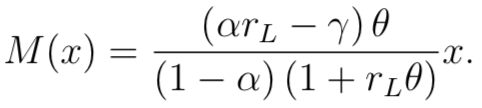 M(x) = \frac{(\alpha r_L - \gamma)\,\theta}{(1 - \alpha)\,(1 + r_L\theta)} x.